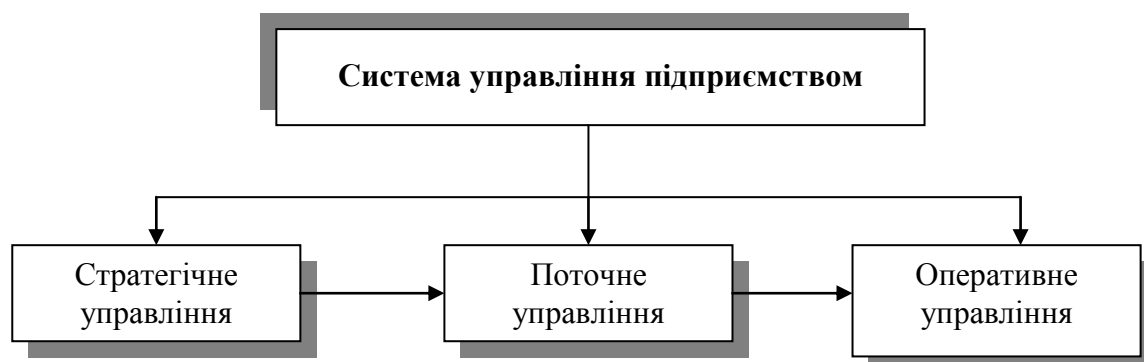 Система управління підприємством
Стратегічне
управління
Поточне
управління
Оперативне
управління